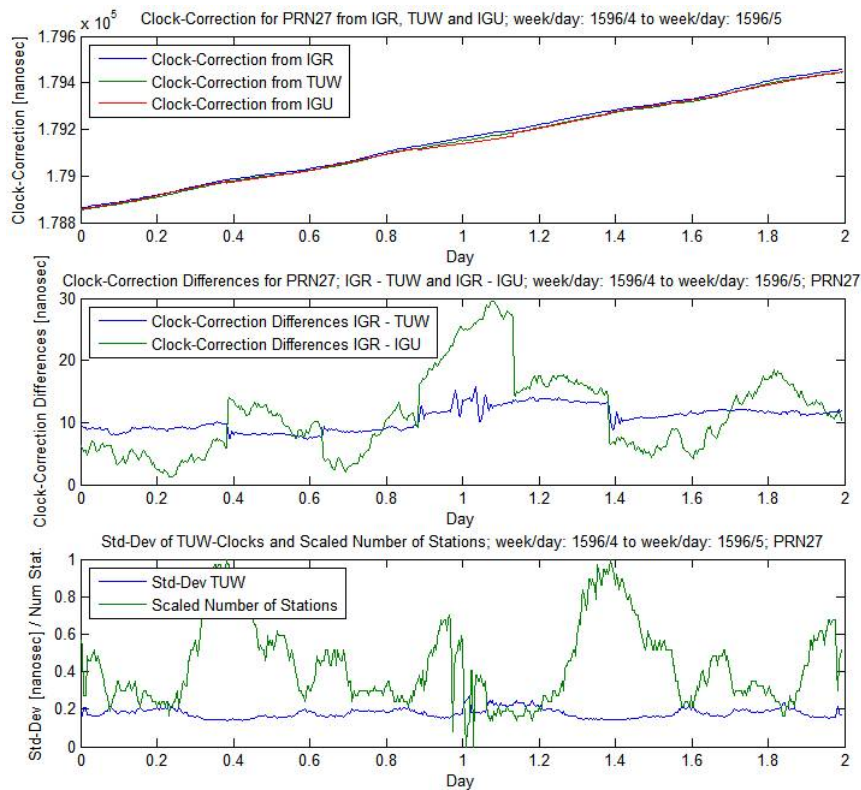 Clock-Correction for PRN27 from IGR, TUW and IGU; week/day: 1596/4 to week/day: 1596/5
x 10^5
1.796
1.794
1.792
1.79
1.788
Clock-Correction [nanosec]
Clock-Correction from IGR
Clock-Correction from TUW
Clock-Correction from IGU
0 0.2 0.4 0.6 0.8 1 1.2 1.4 1.6 1.8 2
Day
Clock-Correction Differences for PRN27; IGR - TUW and IGR - IGU; week/day: 1596/4 to week/day: 1596/5; PRN27
30
20
10
0
Clock-Correction Differences [nanosec]
Clock-Correction Differences IGR - TUW
Clock-Correction Differences IGR - IGU
0 0.2 0.4 0.6 0.8 1 1.2 1.4 1.6 1.8 2
Day
Std-Dev of TUW-Clocks and Scaled Number of Stations; week/day: 1596/4 to week/day: 1596/5; PRN27
1
0.8
0.6
0.4
0.2
0
Std-Dev [nanosec] / Num Stat.
Std-Dev TUW
Scaled Number of Stations
0 0.2 0.4 0.6 0.8 1 1.2 1.4 1.6 1.8 2
Day